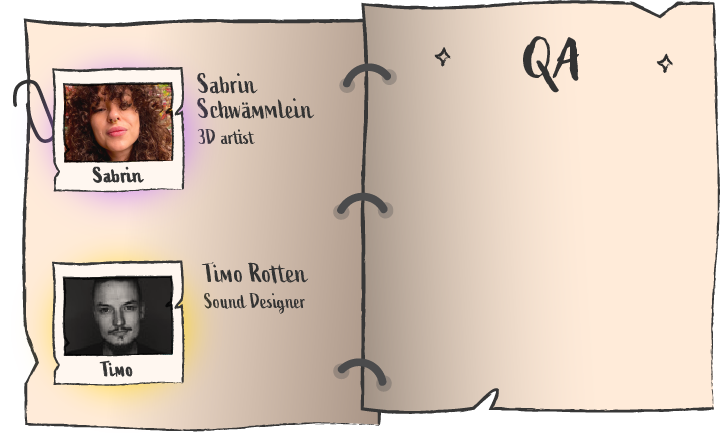 Sabrin
Schwämmlein
3D artist
Sabrin
Timo Rotten
Sound Designer
Timo
QA